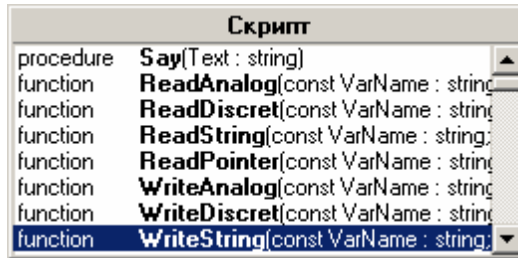 Скрипт
procedure Say(Text : string)
function ReadAnalog(const VarName : string
function ReadDiscret(const VarName : string
function ReadString(const VarName : string;
function ReadPointer(const VarName : string
function WriteAnalog(const VarName : string
function WriteDiscret(const VarName : string
function WriteString(const VarName : string;